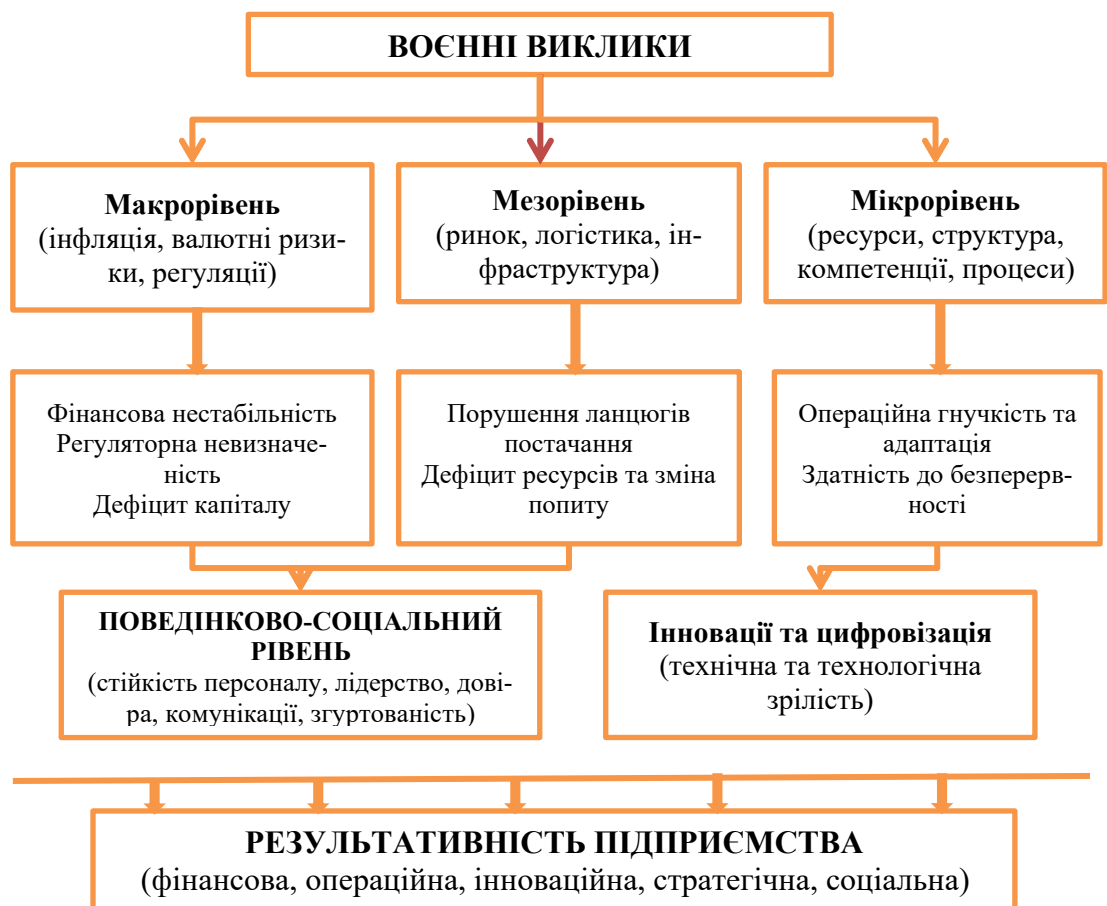 ВОЄННІ ВИКЛИКИ
Макрорівень
(інфляція, валютні ризи-
ки, регуляції)
Мезорівень
(ринок, логістика, ін-
фраструктура)
Мікрорівень
(ресурси, структура,
компетенції, процеси)
Фінансова нестабільність
Регуляторна невизначе-
ність
Дефіцит капіталу
Порушення ланцюгів
постачання
Дефіцит ресурсів та зміна
попиту
Операційна гнучкість та
адаптація
Здатність до безперерв-
ності
ПОВЕДІНКОВО-СОЦІАЛЬНИЙ
РІВЕНЬ
(стійкість персоналу, лідерство, дові-
ра, комунікації, згуртованість)
Інновації та цифровізація
(технічна та технологічна
зрілість)
РЕЗУЛЬТАТИВНІСТЬ ПІДПРИЄМСТВА
(фінансова, операційна, інноваційна, стратегічна, соціальна)